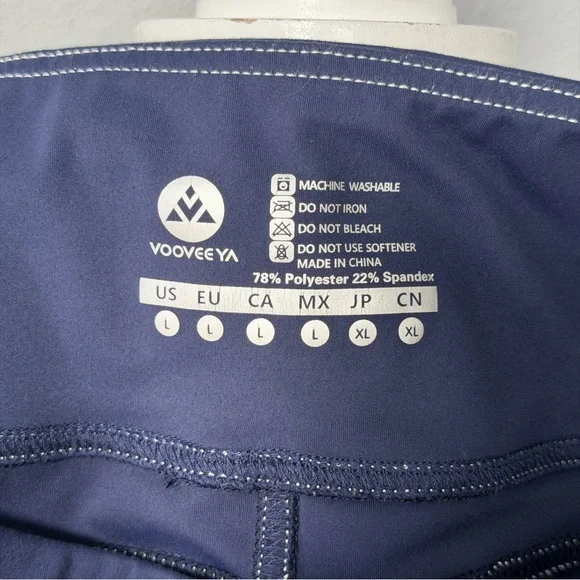 VOOVEEYA
MACHINE WASHABLE
DO NOT IRON
DO NOT BLEACH
DO NOT USE SOFTENER
MADE IN CHINA
78% Polyester 22% Spandex
US EU CA MX JP CN
L L L L XL XL